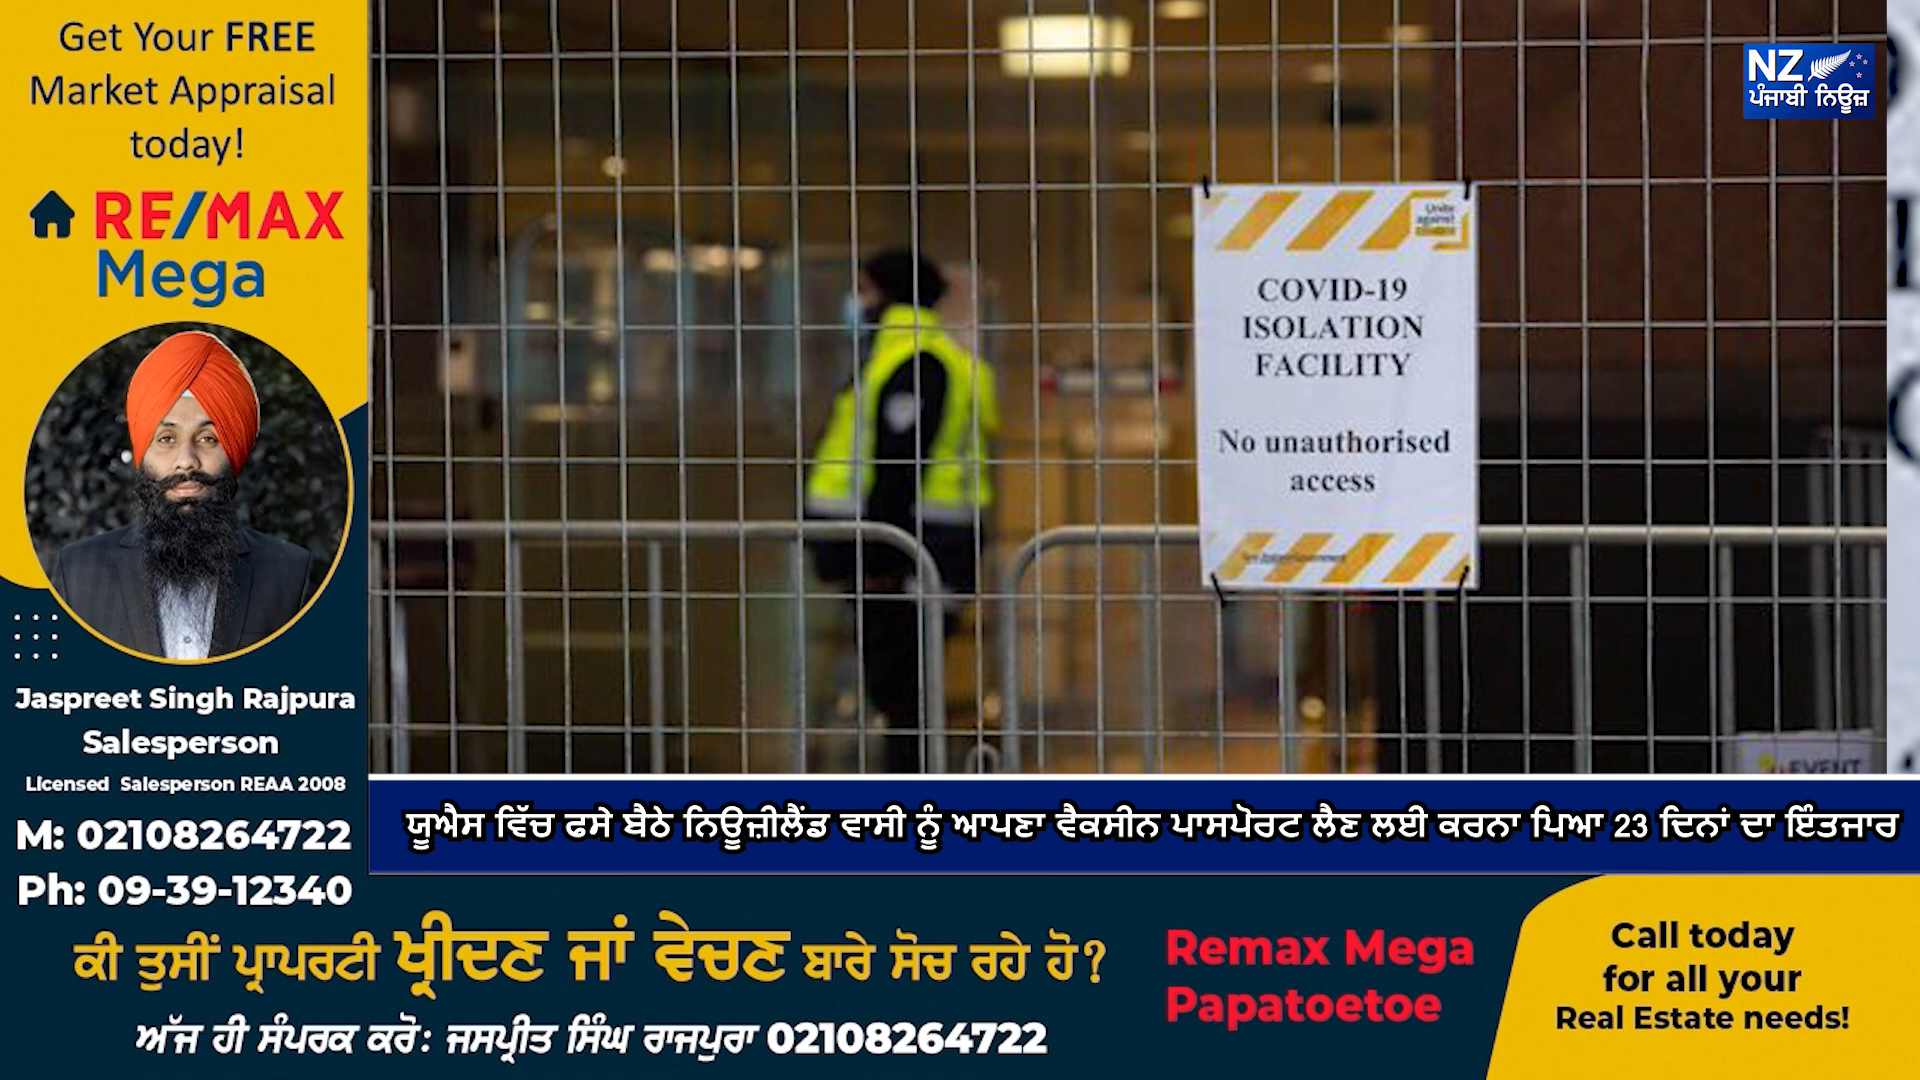 Get Your FREE
Market Appraisal
today!
RE/MAX
Mega
Jaspreet Singh Rajpura
Salesperson
Licensed Salesperson REAA 2008
M: 02108264722
Ph: 09-39-12340
NZ
ਪੰਜਾਬੀ ਨਿਊਜ਼
Unite
against
COVID-19
ISOLATION
FACILITY
No unauthorised
access
EVENT
ਯੂਐਸ ਵਿੱਚ ਫਸੇ ਬੈਠੇ ਨਿਊਜ਼ੀਲੈਂਡ ਵਾਸੀ ਨੂੰ ਆਪਣਾ ਵੈਕਸੀਨ ਪਾਸਪੋਰਟ ਲੈਣ ਲਈ ਕਰਨਾ ਪਿਆ 23 ਦਿਨਾਂ ਦਾ ਇੰਤਜਾਰ
ਕੀ ਤੁਸੀਂ ਪ੍ਰਾਪਰਟੀ ਖ੍ਰੀਦਣ ਜਾਂ ਵੇਚਣ ਬਾਰੇ ਸੋਚ ਰਹੇ ਹੋ?
ਅੱਜ ਹੀ ਸੰਪਰਕ ਕਰੋ: ਜਸਪ੍ਰੀਤ ਸਿੰਘ ਰਾਜਪੁਰਾ 02108264722
Remax Mega
Papatoetoe
Call today
for all your
Real Estate needs!